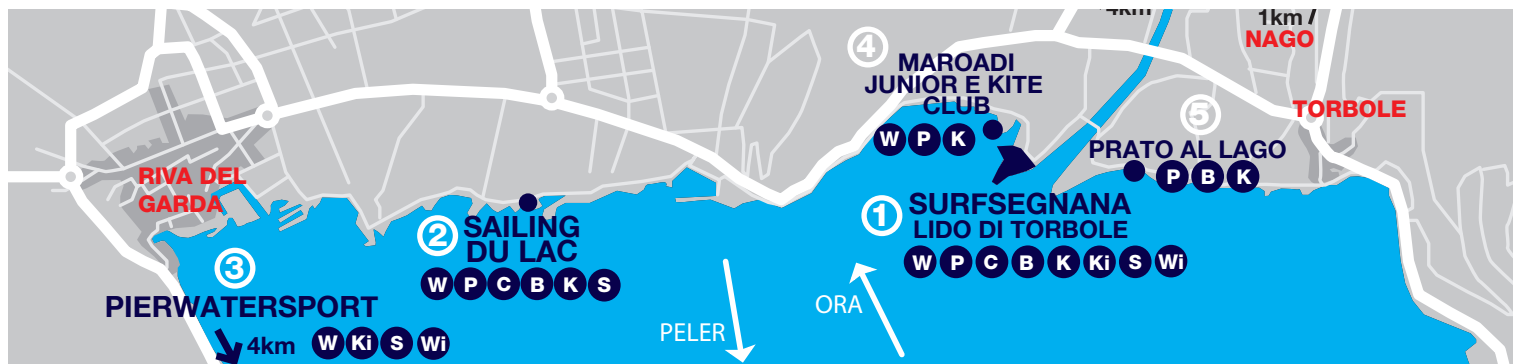 4km
1km
NAGO
④
MAROADI
JUNIOR E KITE
CLUB
W P K
TORBOLE
⑤
PRATO AL LAGO
P B K
RIVA DEL
GARDA
①
SURFSEGNANA
LIDO DI TORBOLE
W P C B K Ki S Wi
②
SAILING
DU LAC
W P C B K S
③
PIERWATERSPORT
4km
W Ki S Wi
PELER
ORA